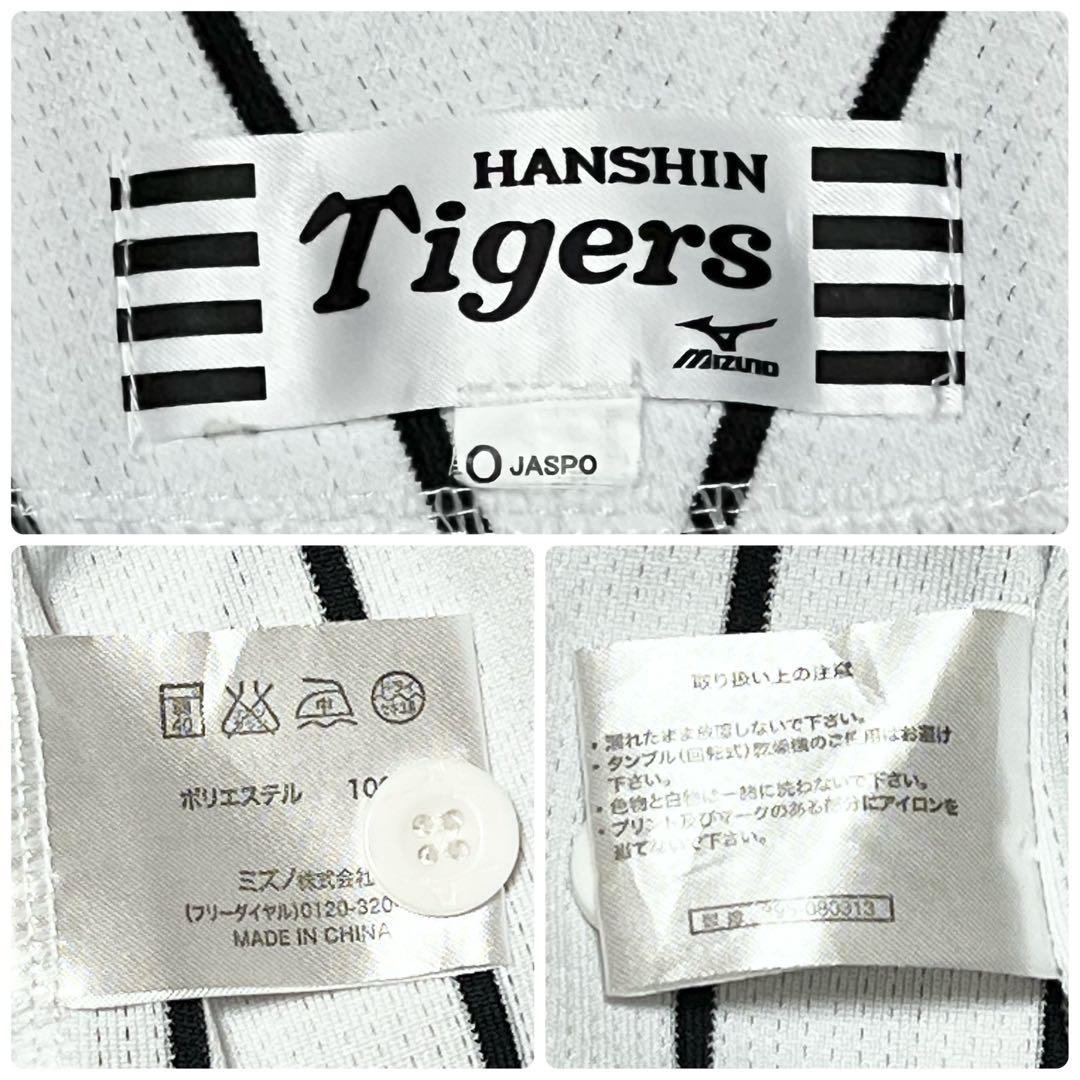 HANSHIN
Tigers
MIZUNO
O JASPO
40 中 ドライ
ポリエステル 10
ミズノ株式会社
(フリーダイヤル)0120-320-
MADE IN CHINA
取り扱い上の注意
・濡れたまま放置しないで下さい。
・タンブル(回転式)乾燥機のご使用はお避け
下さい。
・色物と白物は一緒に洗わないで下さい。
・プリント及びマークのある部分にアイロンを
当てないで下さい。